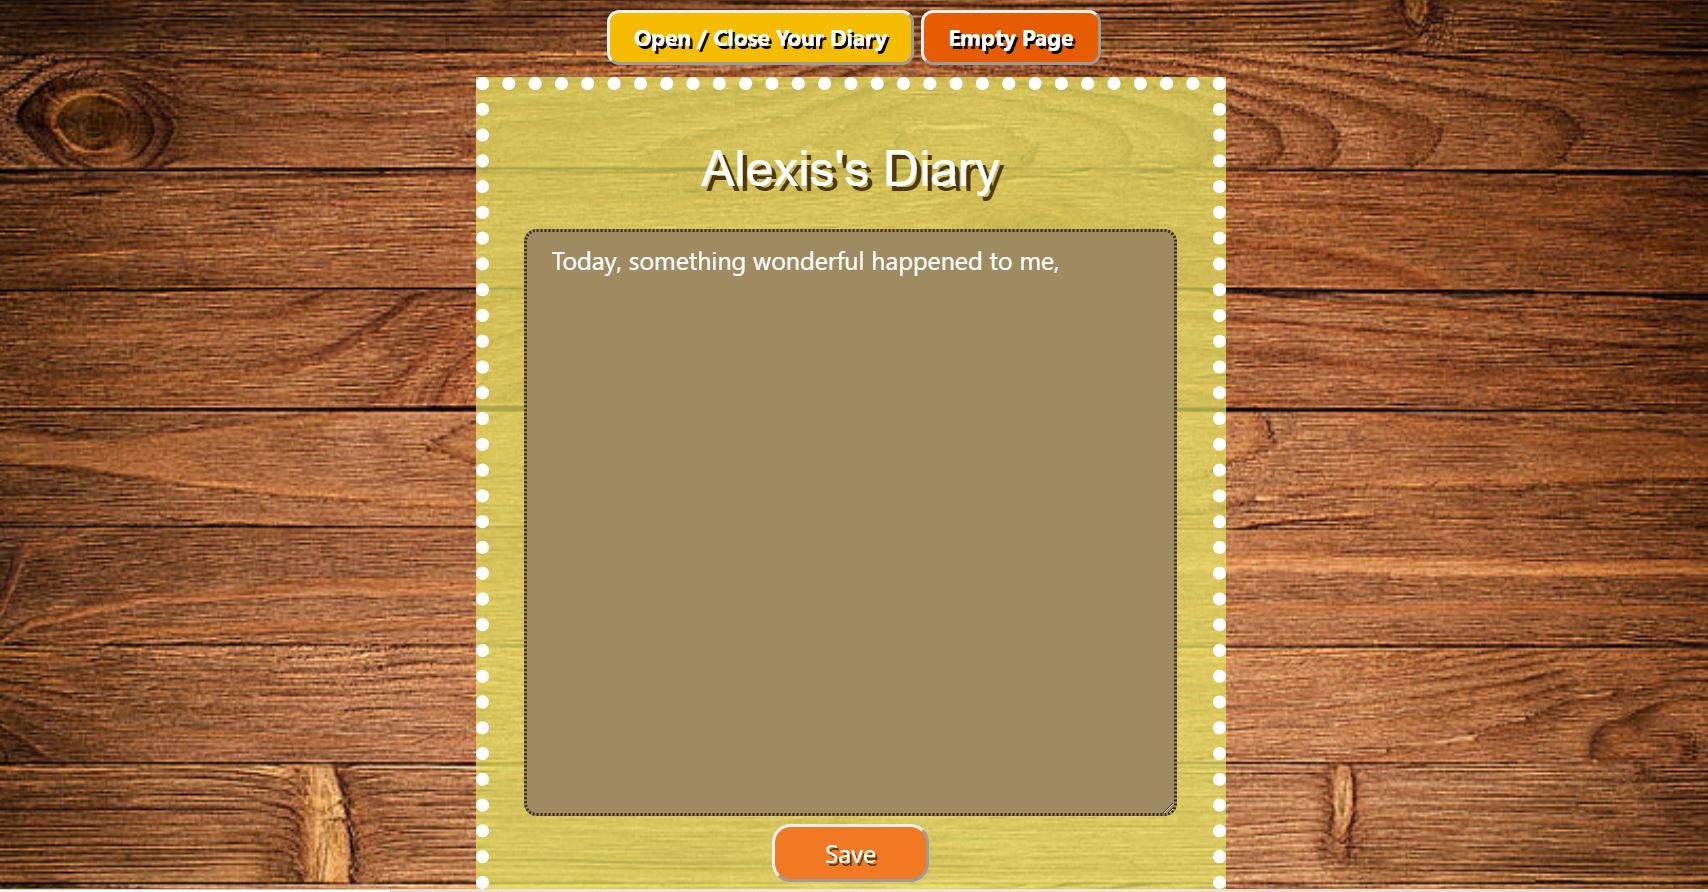 Open / Close Your Diary Empty Page
Alexis's Diary
Today, something wonderful happened to me,
Save